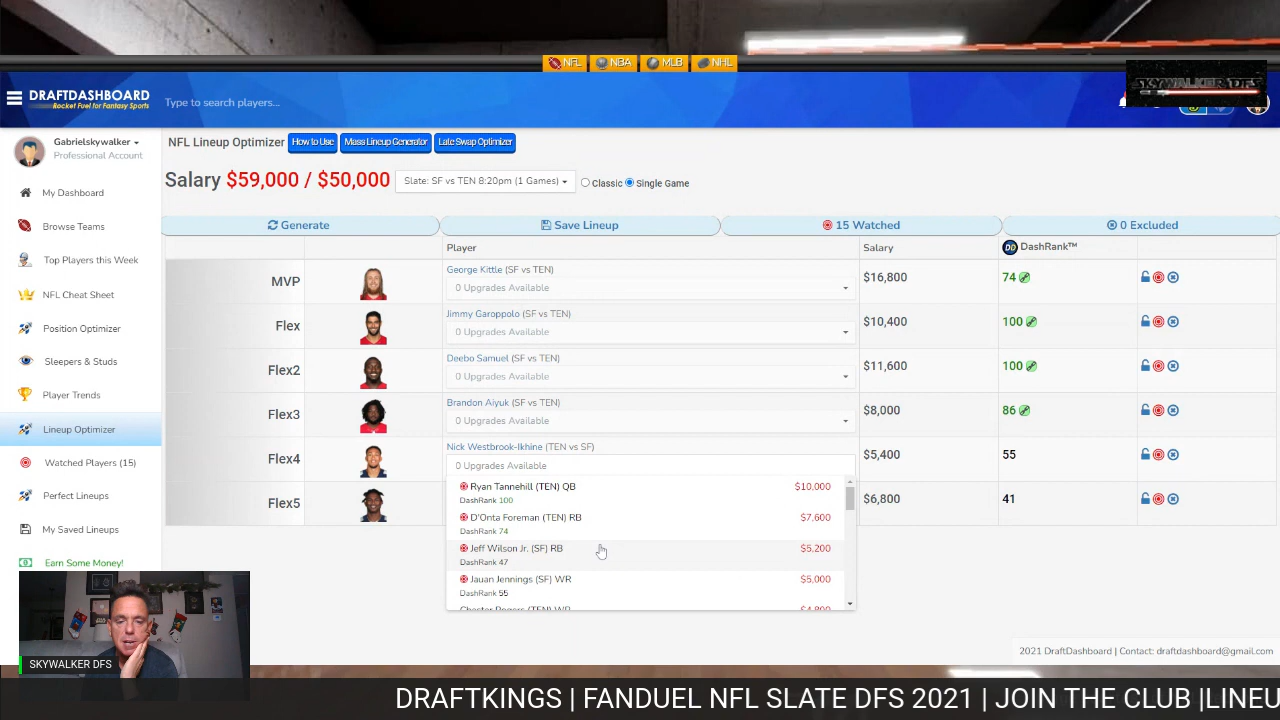 NFL NBA MLB NHL
DRAFTDASHBOARD
Rocket Fuel for Fantasy Sports
Type to search players...
SKYWALKER DFS
Gabrielskywalker
Professional Account
NFL Lineup Optimizer How to Use Mass Lineup Generator Late Swap Optimizer
Salary $59,000 / $50,000 Slate: SF vs TEN 8:20pm (1 Games) Classic Single Game
My Dashboard
Browse Teams
Top Players this Week
NFL Cheat Sheet
Position Optimizer
Sleepers & Studs
Player Trends
Lineup Optimizer
Watched Players (15)
Perfect Lineups
My Saved Lineups
Earn Some Money!
Generate Save Lineup 15 Watched 0 Excluded
Player Salary DD DashRank™
MVP George Kittle (SF vs TEN) $16,800 74
0 Upgrades Available
Flex Jimmy Garoppolo (SF vs TEN) $10,400 100
0 Upgrades Available
Flex2 Deebo Samuel (SF vs TEN) $11,600 100
0 Upgrades Available
Flex3 Brandon Aiyuk (SF vs TEN) $8,000 86
0 Upgrades Available
Flex4 Nick Westbrook-Ikhine (TEN vs SF) $5,400 55
0 Upgrades Available
Flex5 $6,800 41
Ryan Tannehill (TEN) QB $10,000
DashRank 100
D'Onta Foreman (TEN) RB $7,600
DashRank 74
Jeff Wilson Jr. (SF) RB $5,200
DashRank 47
Jauan Jennings (SF) WR $5,000
DashRank 55
Chester Rogers (TEN) WR $4,800
2021 DraftDashboard | Contact: draftdashboard@gmail.com
SKYWALKER DFS
DRAFTKINGS | FANDUEL NFL SLATE DFS 2021 | JOIN THE CLUB |LINEU